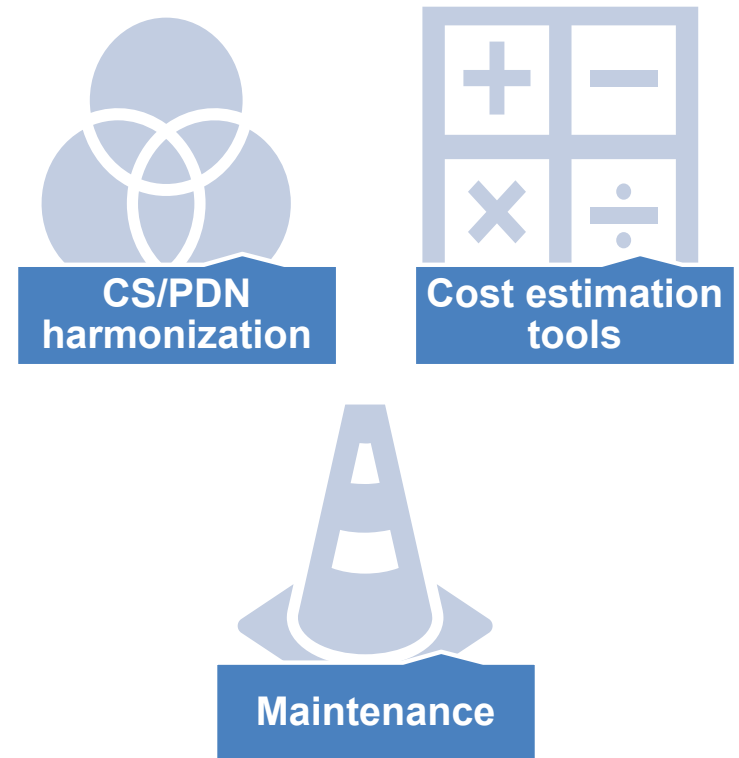 CS/PDN
harmonization
Cost estimation
tools
Maintenance